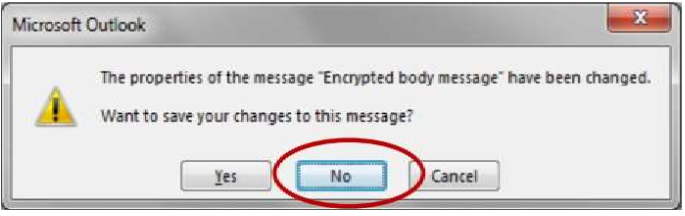 Microsoft Outlook
x
The properties of the message "Encrypted body message" have been changed.
Want to save your changes to this message?
Yes No Cancel